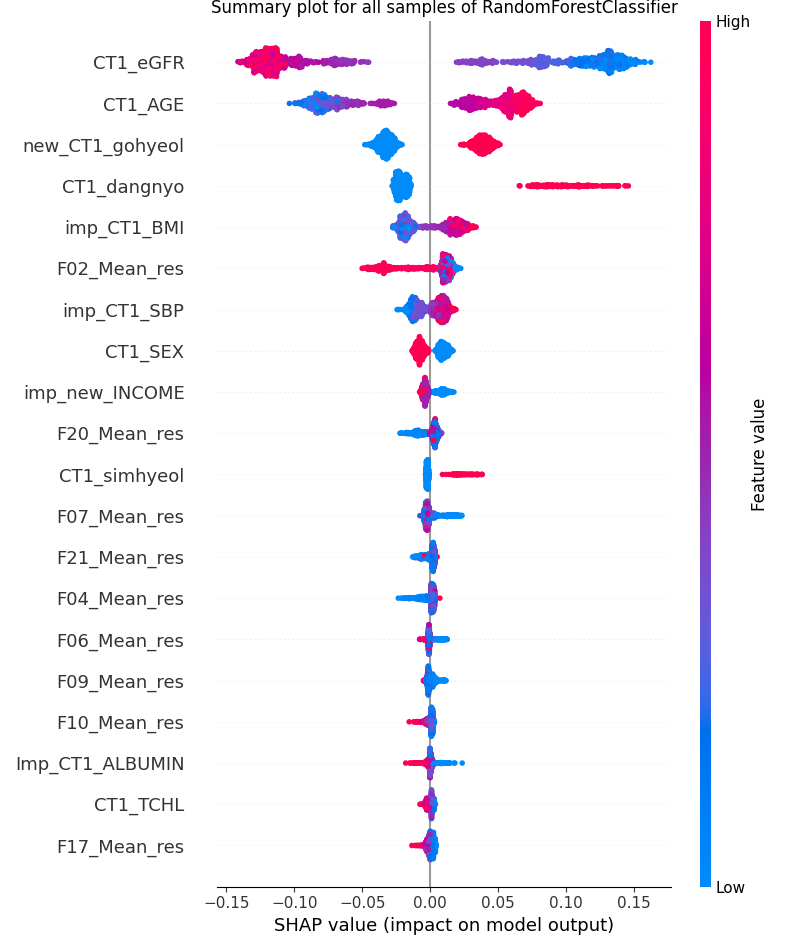 Summary plot for all samples of RandomForestClassifier
High
CT1_eGFR
CT1_AGE
new_CT1_gohyeol
CT1_dangnyo
imp_CT1_BMI
F02_Mean_res
imp_CT1_SBP
CT1_SEX
imp_new_INCOME
F20_Mean_res
CT1_simhyeol
F07_Mean_res
F21_Mean_res
F04_Mean_res
F06_Mean_res
F09_Mean_res
F10_Mean_res
Imp_CT1_ALBUMIN
CT1_TCHL
F17_Mean_res
Feature value
Low
−0.15 −0.10 −0.05 0.00 0.05 0.10 0.15
SHAP value (impact on model output)